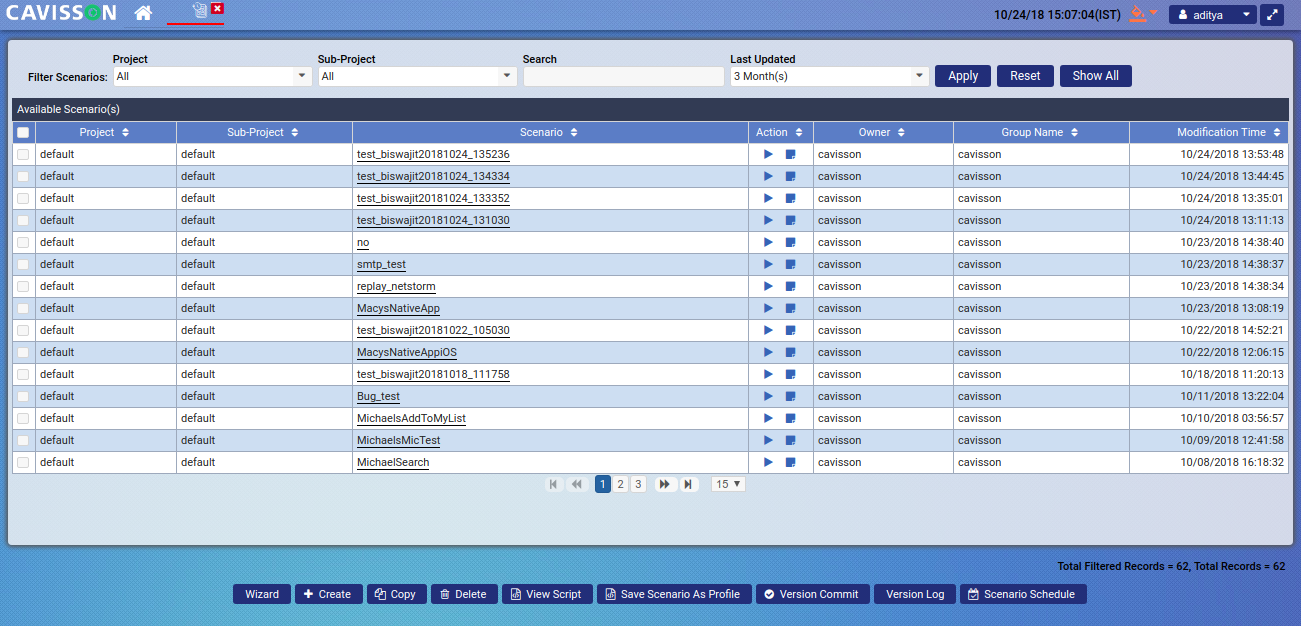 CAVISSON 10/24/18 15:07:04(IST) aditya
Project Sub-Project Search Last Updated
Filter Scenarios: All All 3 Month(s) Apply Reset Show All
Available Scenario(s)
Project Sub-Project Scenario Action Owner Group Name Modification Time
default default test_biswajit20181024_135236 cavisson cavisson 10/24/2018 13:53:48
default default test_biswajit20181024_134334 cavisson cavisson 10/24/2018 13:44:45
default default test_biswajit20181024_133352 cavisson cavisson 10/24/2018 13:35:01
default default test_biswajit20181024_131030 cavisson cavisson 10/24/2018 13:11:13
default default no cavisson cavisson 10/23/2018 14:38:40
default default smtp_test cavisson cavisson 10/23/2018 14:38:37
default default replay_netstorm cavisson cavisson 10/23/2018 14:38:34
default default MacysNativeApp cavisson cavisson 10/23/2018 13:08:19
default default test_biswajit20181022_105030 cavisson cavisson 10/22/2018 14:52:21
default default MacysNativeAppiOS cavisson cavisson 10/22/2018 12:06:15
default default test_biswajit20181018_111758 cavisson cavisson 10/18/2018 11:20:13
default default Bug_test cavisson cavisson 10/11/2018 13:22:04
default default MichaelsAddToMyList cavisson cavisson 10/10/2018 03:56:57
default default MichaelsMicTest cavisson cavisson 10/09/2018 12:41:58
default default MichaelSearch cavisson cavisson 10/08/2018 16:18:32
1 2 3 15
Total Filtered Records = 62, Total Records = 62
Wizard Create Copy Delete View Script Save Scenario As Profile Version Commit Version Log Scenario Schedule